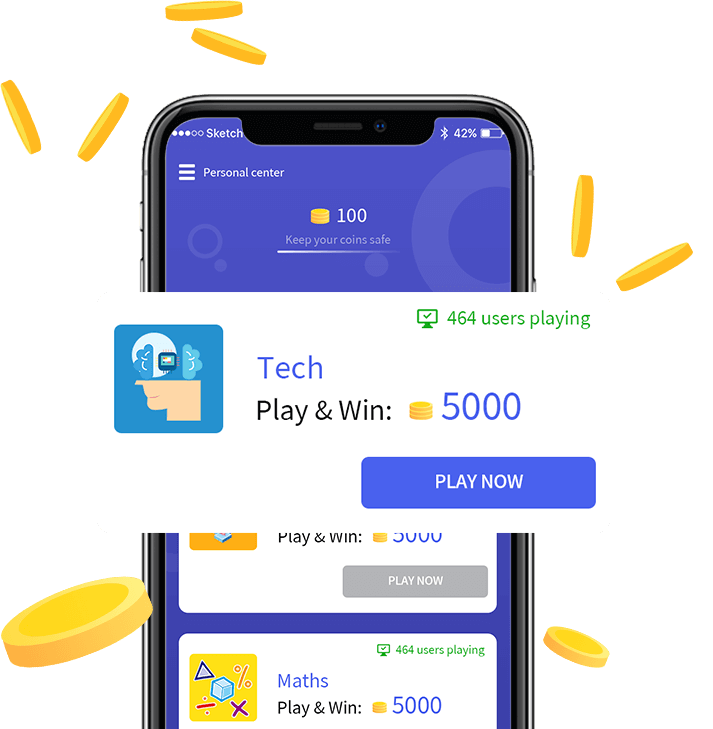 Sketch
42%
Personal center
100
Keep your coins safe
464 users playing
Tech
Play & Win: 5000
PLAY NOW
Play & Win: 5000
PLAY NOW
464 users playing
Maths
Play & Win: 5000